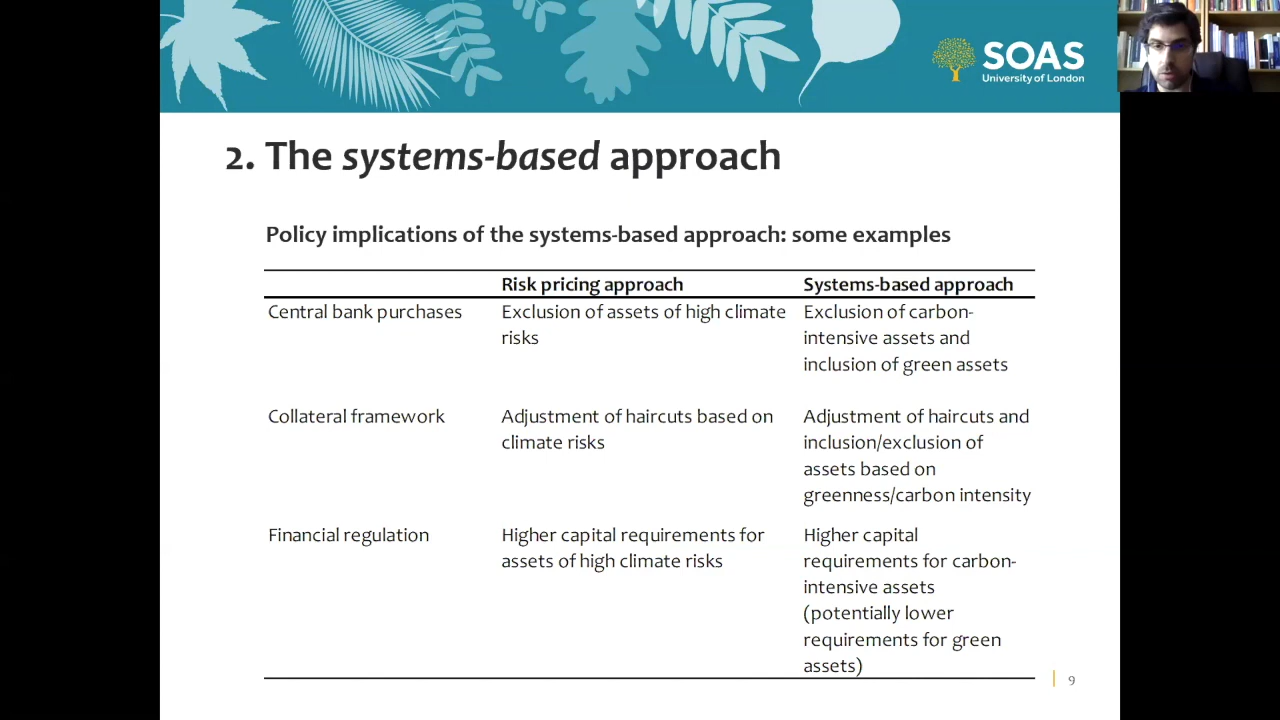 SOAS
University of London
2. The systems-based approach
Policy implications of the systems-based approach: some examples
Risk pricing approach Systems-based approach
Central bank purchases Exclusion of assets of high climate risks Exclusion of carbon-intensive assets and inclusion of green assets
Collateral framework Adjustment of haircuts based on climate risks Adjustment of haircuts and inclusion/exclusion of assets based on greenness/carbon intensity
Financial regulation Higher capital requirements for assets of high climate risks Higher capital requirements for carbon-intensive assets (potentially lower requirements for green assets)
9